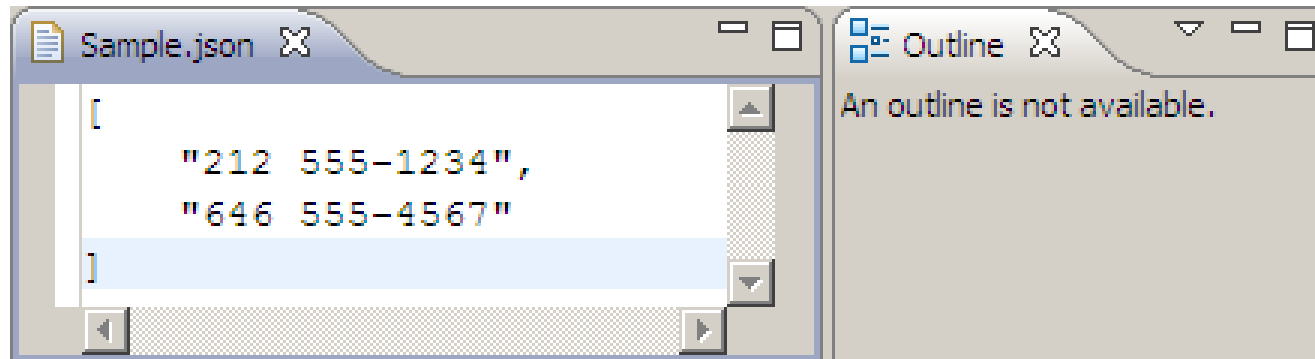 Sample.json
Outline
[
"212 555-1234",
"646 555-4567"
]
An outline is not available.